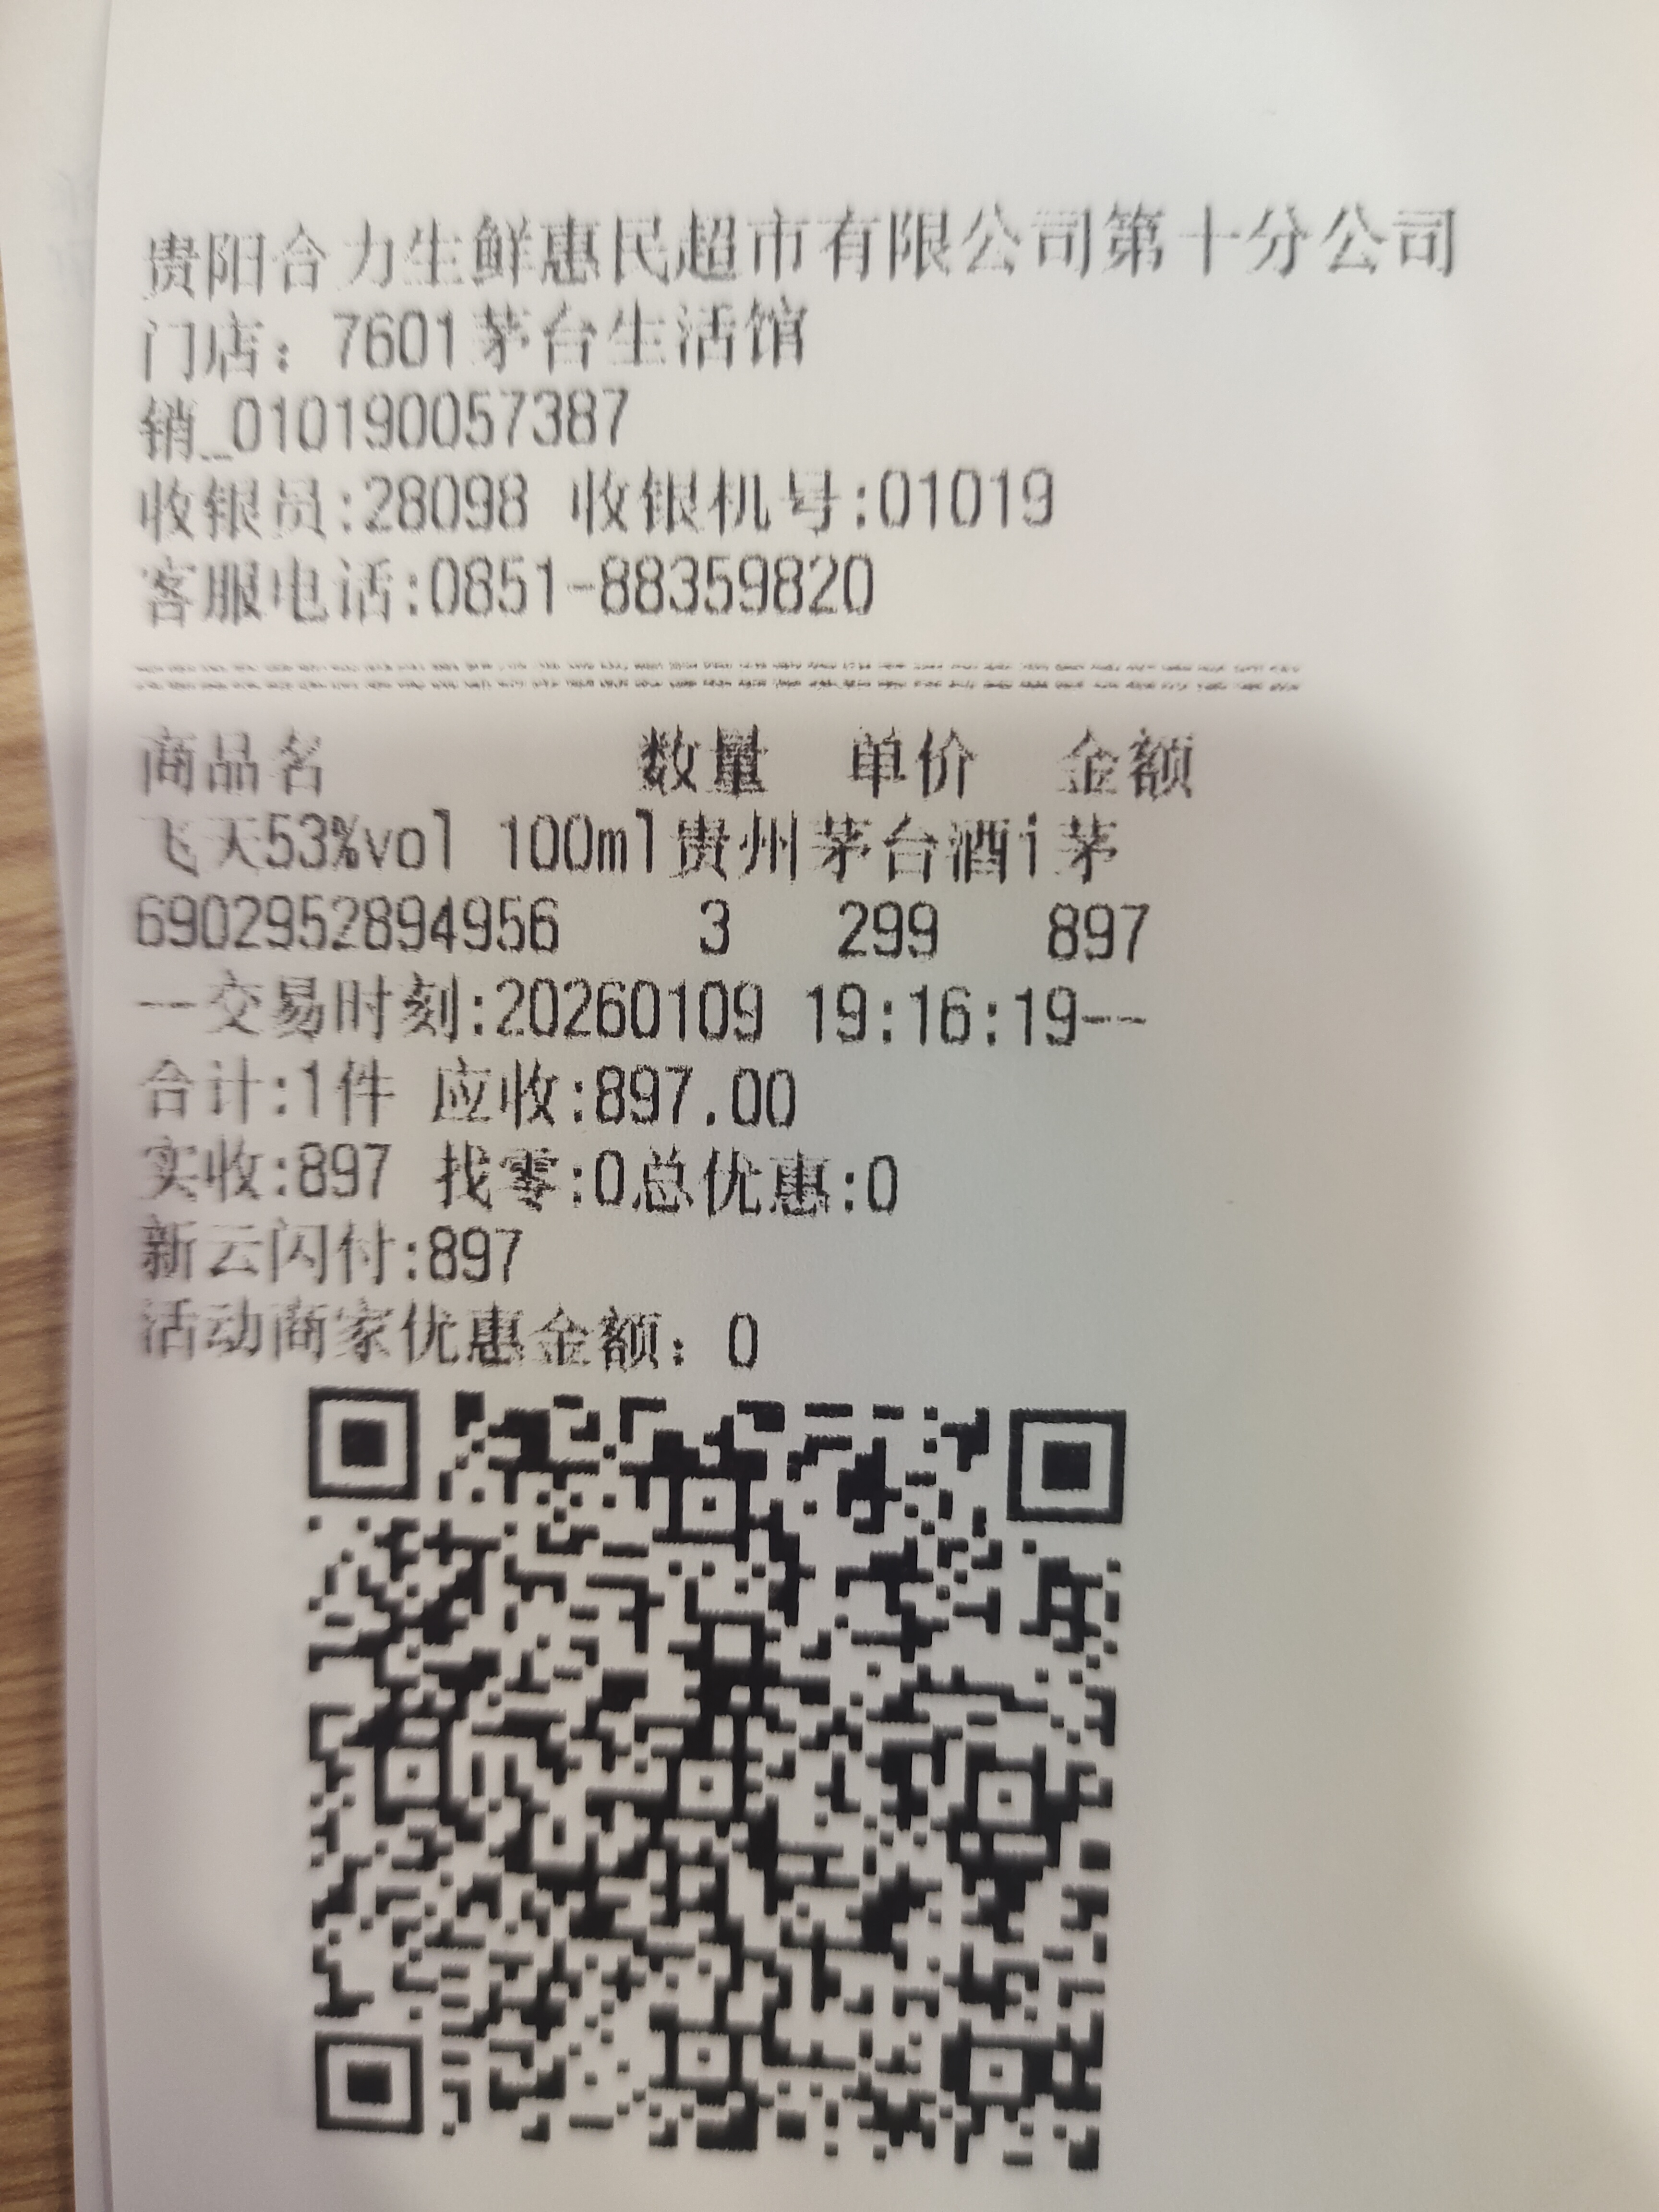 贵阳合力生鲜惠民超市有限公司第十分公司
门店：7601茅台生活馆
销_010190057387
收银员:28098 收银机号:01019
客服电话:0851-88359820
商品名 数量 单价 金额
飞天53%vol 100ml贵州茅台酒i茅
6902952894956 3 299 897
--交易时刻:20260109 19:16:19--
合计:1件 应收:897.00
实收:897 找零:0总优惠:0
新云闪付:897
活动商家优惠金额：0